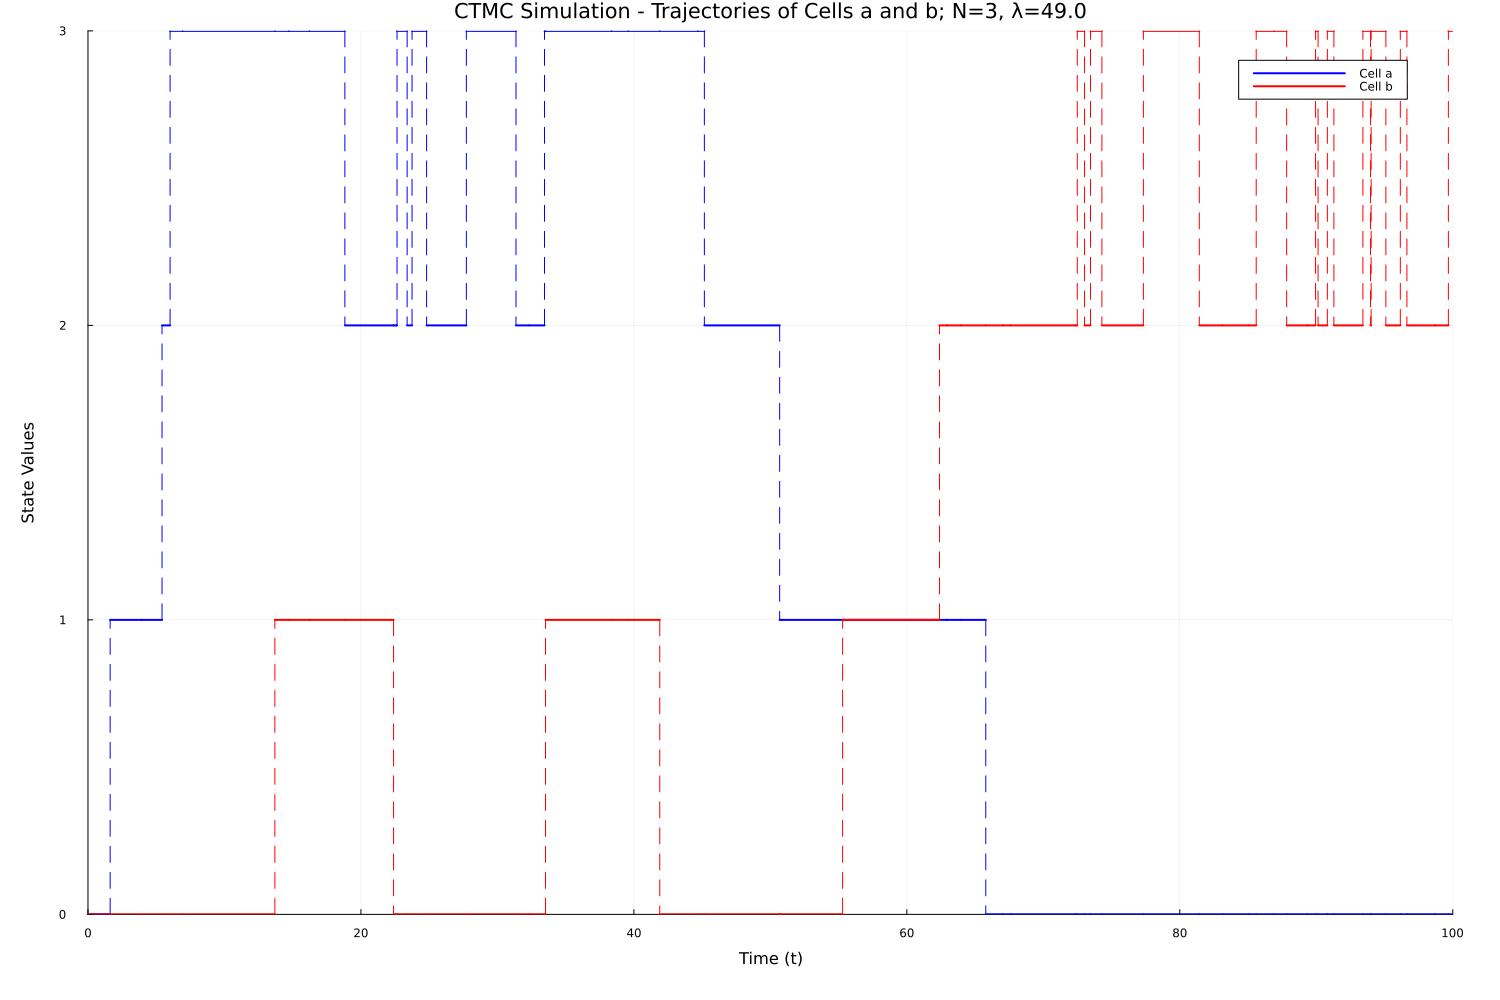 CTMC Simulation - Trajectories of Cells a and b; N=3, λ=49.0
3
Cell a
Cell b
2
State Values
1
0
0 20 40 60 80 100
Time (t)